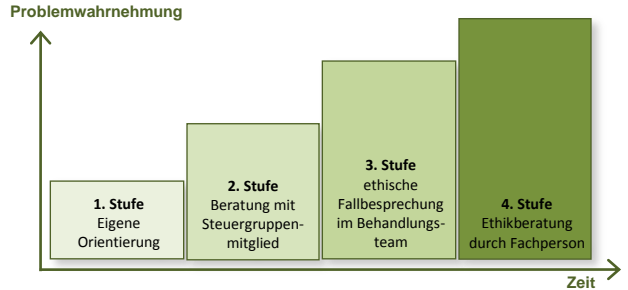 Problemwahrnehmung
1. Stufe
Eigene
Orientierung
2. Stufe
Beratung mit
Steuergruppen-
mitglied
3. Stufe
ethische
Fallbesprechung
im Behandlungs-
team
4. Stufe
Ethikberatung
durch Fachperson
Zeit